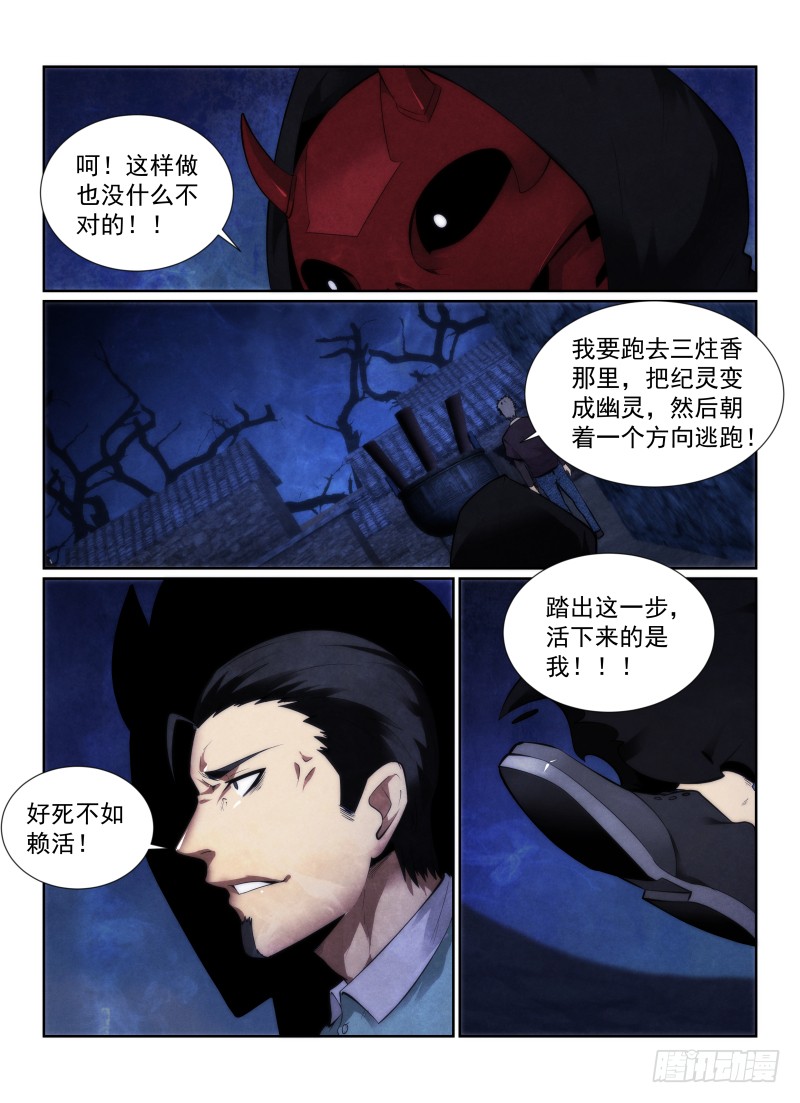 呵！这样做
也没什么不
对的！！
我要跑去三炷香
那里，把纪灵变
成幽灵，然后朝
着一个方向逃跑！
好死不如
赖活！
踏出这一步，
活下来的是
我！！！
腾讯动漫